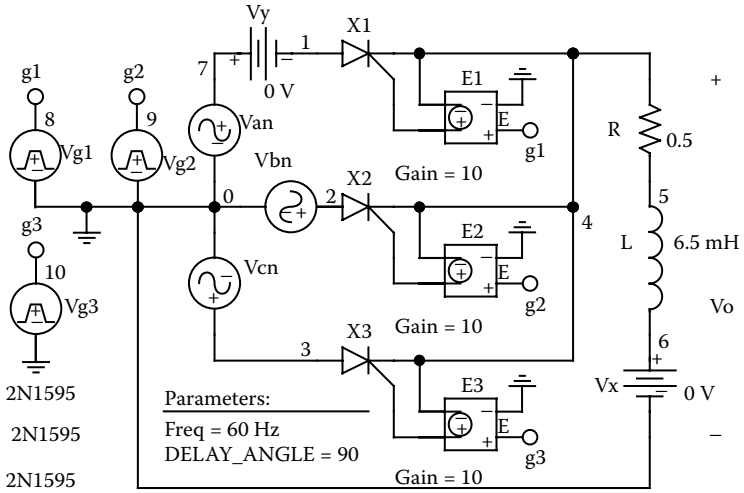 Vy
X1
7
+
−
1
0 V
g1
g2
8
9
Vg1
Vg2
Van
+
−
E1
E
−
+
g1
Gain = 10
R
0.5
+
Vbn
X2
0
2
4
5
L
6.5 mH
g3
10
Vg3
Vcn
−
+
E2
E
−
+
g2
Gain = 10
Vo
X3
3
6
+
Vx
−
0 V
E3
E
−
+
g3
Gain = 10
−
2N1595
2N1595
2N1595
Parameters:
Freq = 60 Hz
DELAY_ANGLE = 90